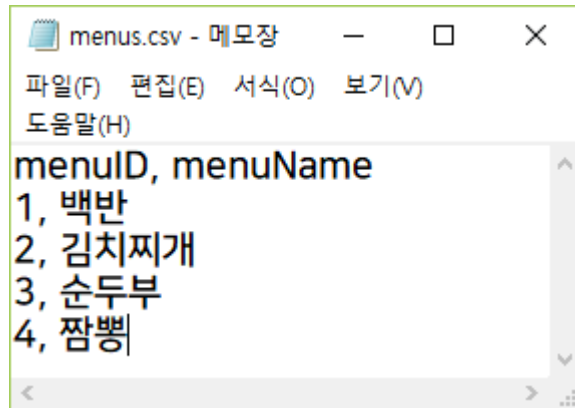 menus.csv - 메모장
파일(F) 편집(E) 서식(O) 보기(V)
도움말(H)
menuID, menuName
1, 백반
2, 김치찌개
3, 순두부
4, 짬뽕